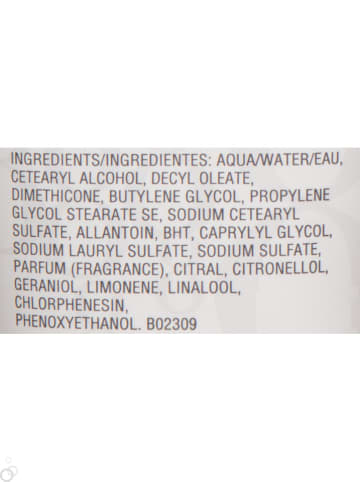 INGREDIENTS/INGREDIENTES: AQUA/WATER/EAU,
CETEARYL ALCOHOL, DECYL OLEATE,
DIMETHICONE, BUTYLENE GLYCOL, PROPYLENE
GLYCOL STEARATE SE, SODIUM CETEARYL
SULFATE, ALLANTOIN, BHT, CAPRYLYL GLYCOL,
SODIUM LAURYL SULFATE, SODIUM SULFATE,
PARFUM (FRAGRANCE), CITRAL, CITRONELLOL,
GERANIOL, LIMONENE, LINALOOL,
CHLORPHENESIN,
PHENOXYETHANOL. B02309